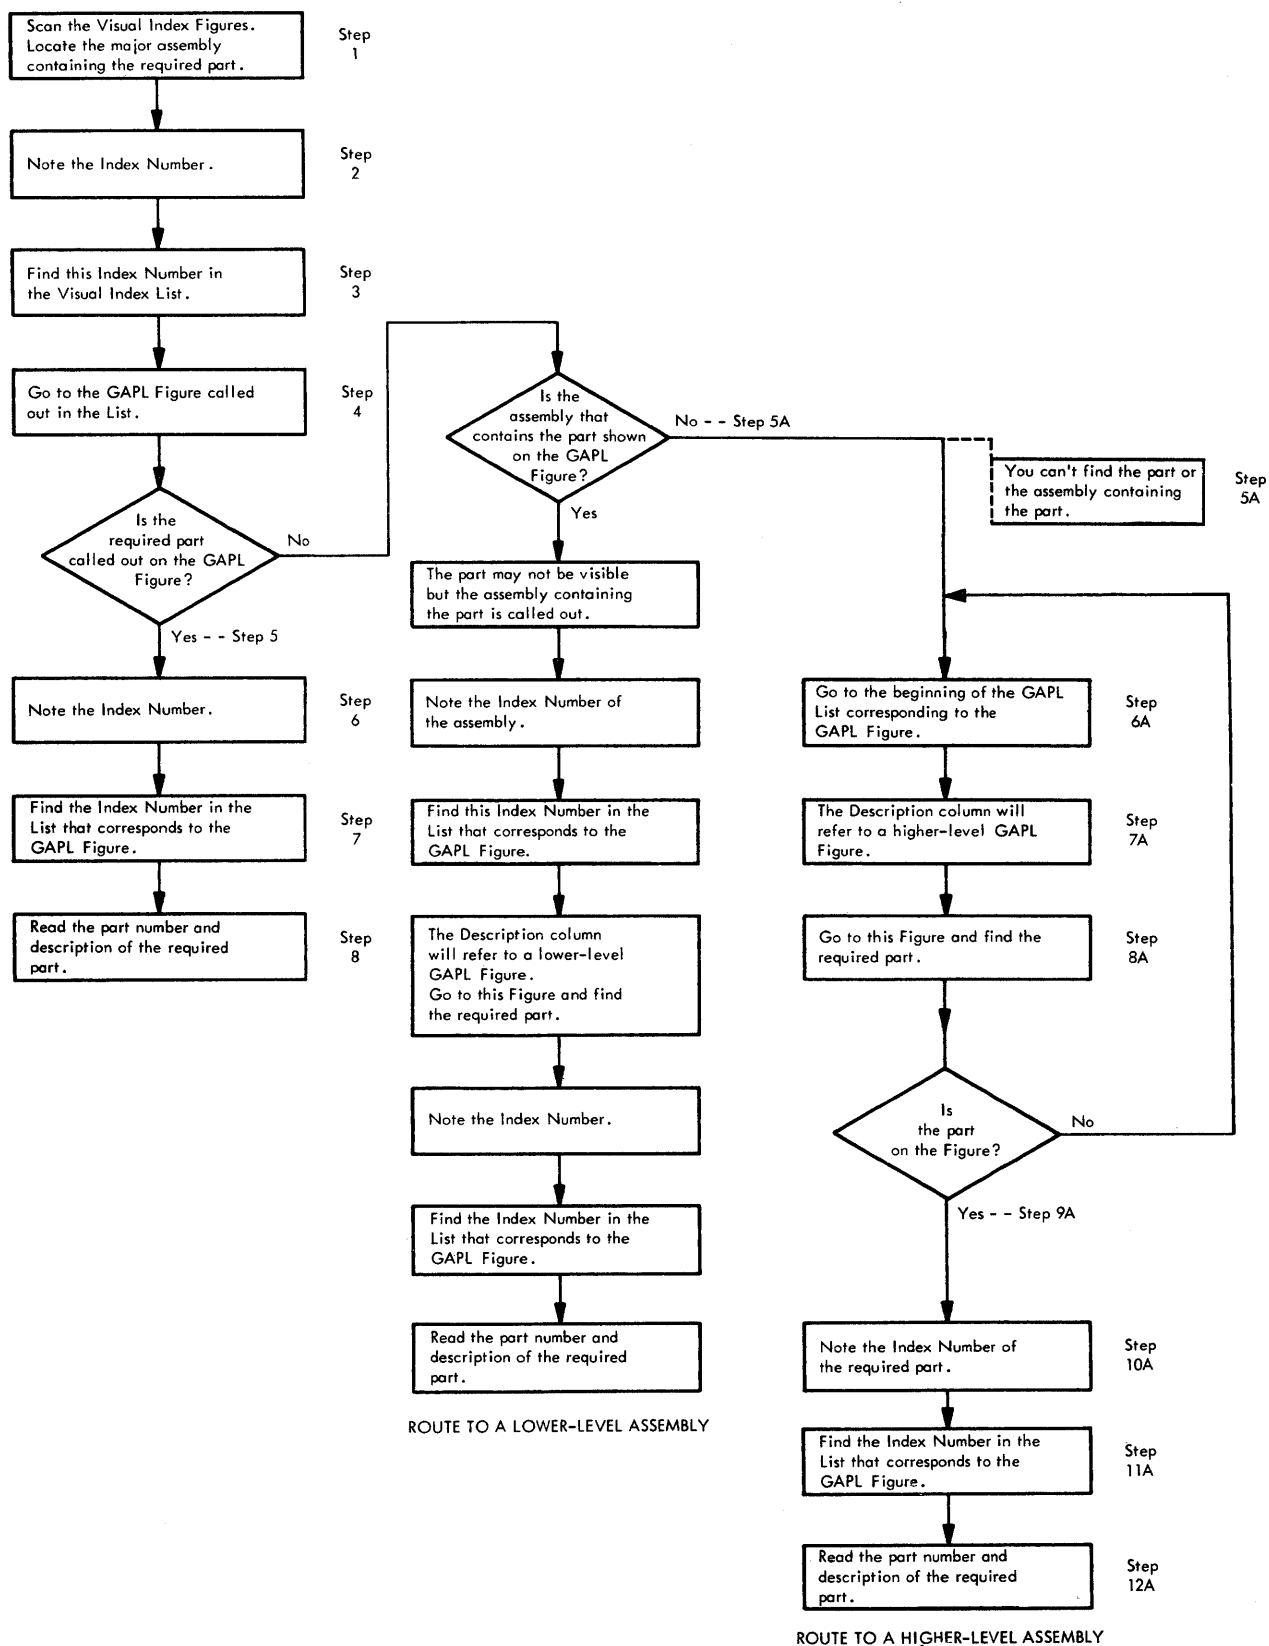 Scan the Visual Index Figures.
Locate the major assembly
containing the required part.
Step
1
Note the Index Number.
Step
2
Find this Index Number in
the Visual Index List.
Step
3
Go to the GAPL Figure called
out in the List.
Step
4
Is the
required part
called out on the GAPL
Figure?
No
Yes -- Step 5
Note the Index Number.
Step
6
Find the Index Number in the
List that corresponds to the
GAPL Figure.
Step
7
Read the part number and
description of the required
part.
Step
8
Is the
assembly that
contains the part shown
on the GAPL
Figure?
No -- Step 5A
Yes
The part may not be visible
but the assembly containing
the part is called out.
Note the Index Number of
the assembly.
Find this Index Number in the
List that corresponds to the
GAPL Figure.
The Description column
will refer to a lower-level
GAPL Figure.
Go to this Figure and find
the required part.
Note the Index Number.
Find the Index Number in the
List that corresponds to the
GAPL Figure.
Read the part number and
description of the required
part.
ROUTE TO A LOWER-LEVEL ASSEMBLY
You can't find the part or
the assembly containing
the part.
Step
5A
Go to the beginning of the GAPL
List corresponding to the
GAPL Figure.
Step
6A
The Description column will
refer to a higher-level GAPL
Figure.
Step
7A
Go to this Figure and find the
required part.
Step
8A
Is
the part
on the Figure?
No
Yes -- Step 9A
Note the Index Number of
the required part.
Step
10A
Find the Index Number in the
List that corresponds to the
GAPL Figure.
Step
11A
Read the part number and
description of the required
part.
Step
12A
ROUTE TO A HIGHER-LEVEL ASSEMBLY